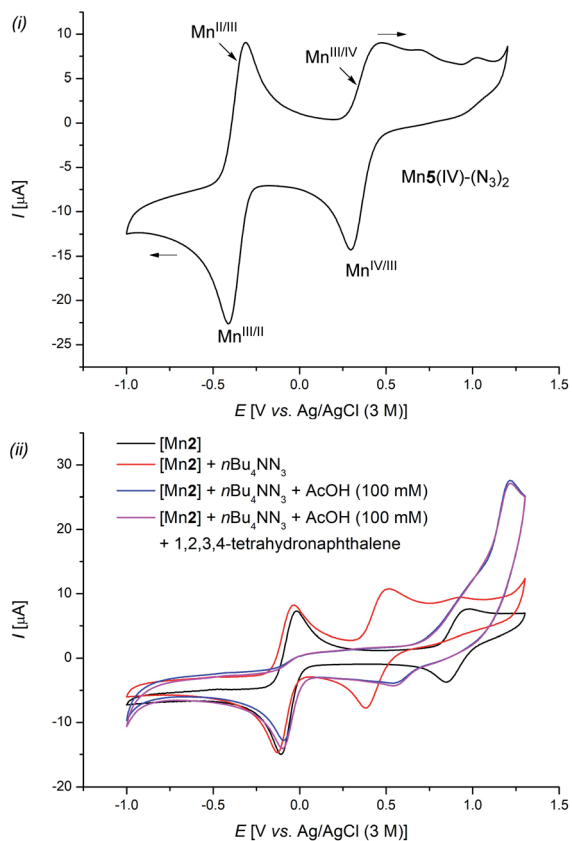 (i)
Mn^II/III
Mn^III/IV
Mn5(IV)-(N₃)₂
Mn^IV/III
Mn^III/II
I [µA]
10
5
0
-5
-10
-15
-20
-25
-1.0 -0.5 0.0 0.5 1.0 1.5
E [V vs. Ag/AgCl (3 M)]
(ii)
[Mn2]
[Mn2] + nBu₄NN₃
[Mn2] + nBu₄NN₃ + AcOH (100 mM)
[Mn2] + nBu₄NN₃ + AcOH (100 mM)
+ 1,2,3,4-tetrahydronaphthalene
I [µA]
30
20
10
0
-10
-20
-1.0 -0.5 0.0 0.5 1.0 1.5
E [V vs. Ag/AgCl (3 M)]